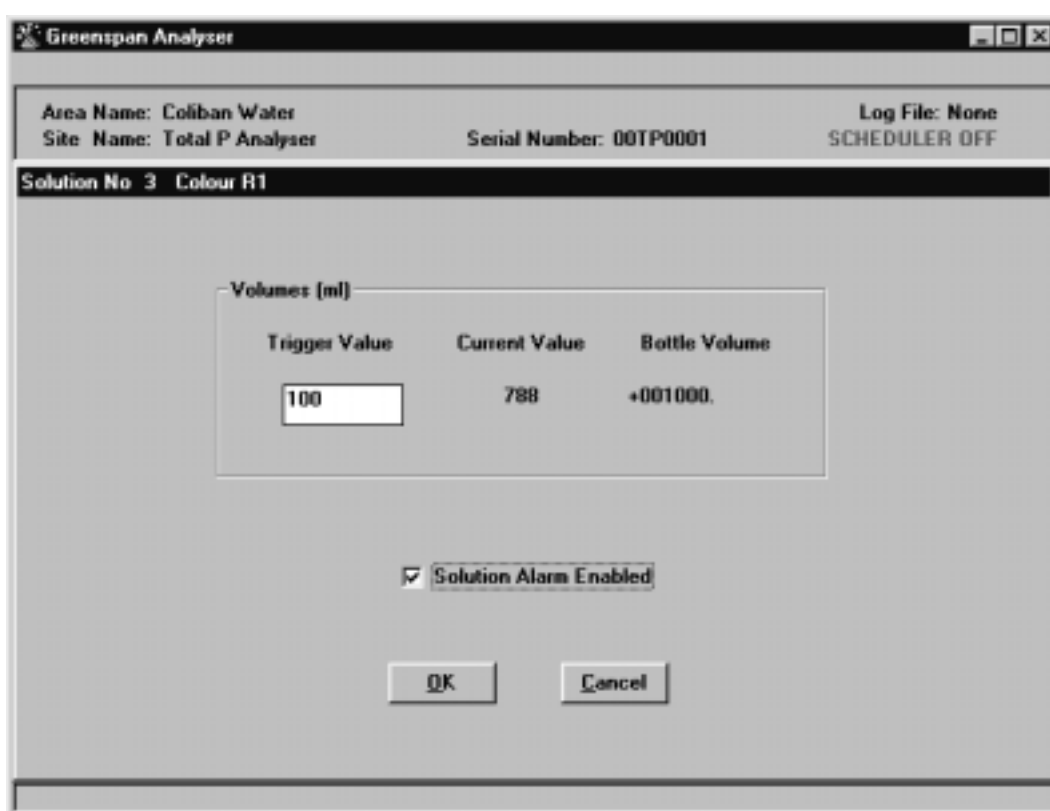 Greenspan Analyser
Area Name: Coliban Water Log File: None
Site Name: Total P Analyser Serial Number: 00TP0001 SCHEDULER OFF
Solution No 3 Colour R1
Volumes (ml)
Trigger Value Current Value Bottle Volume
100 788 +001000.
Solution Alarm Enabled
OK Cancel